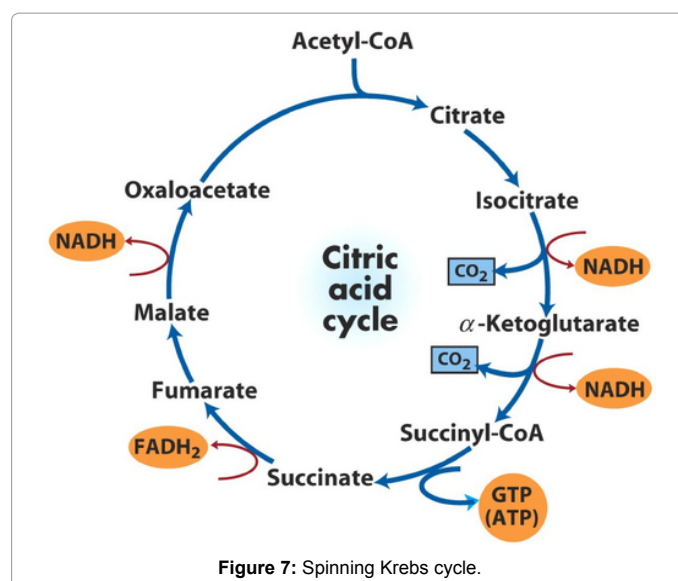 Acetyl-CoA
Citrate
Isocitrate
CO₂
NADH
α-Ketoglutarate
CO₂
NADH
Succinyl-CoA
GTP
(ATP)
Succinate
FADH₂
Fumarate
Malate
NADH
Oxaloacetate
Citric
acid
cycle
Figure 7: Spinning Krebs cycle.